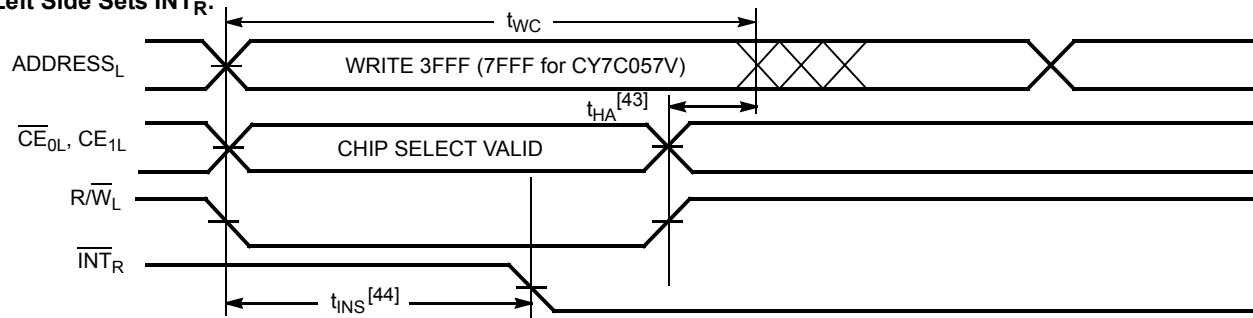 Left Side Sets INTR:
tWC
ADDRESSL
WRITE 3FFF (7FFF for CY7C057V)
tHA[43]
CE0L, CE1L
CHIP SELECT VALID
R/WL
INTR
tINS[44]